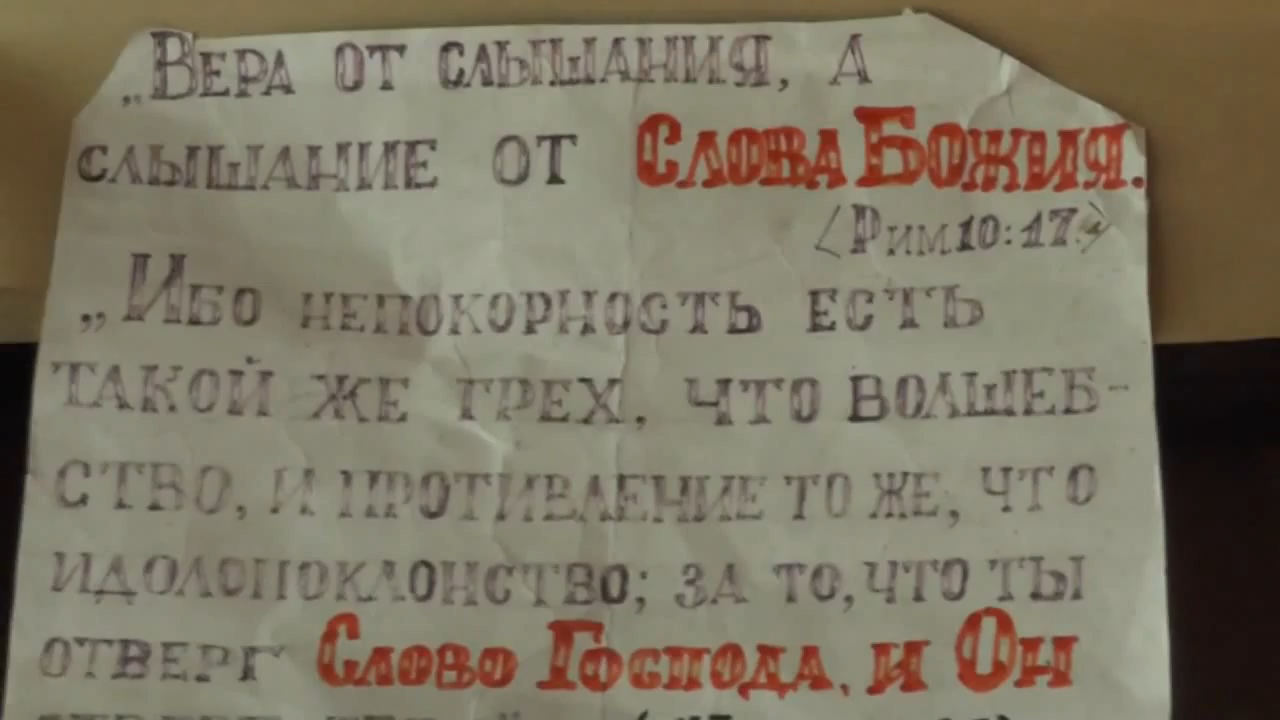 „Вера от слышания, а
слышание от Слова Божия.
<Рим 10:17.>
„Ибо непокорность есть
такой же грех, что волшеб-
ство, и противление то же, что
идолопоклонство; за то, что ты
отверг Слово Господа, и Он